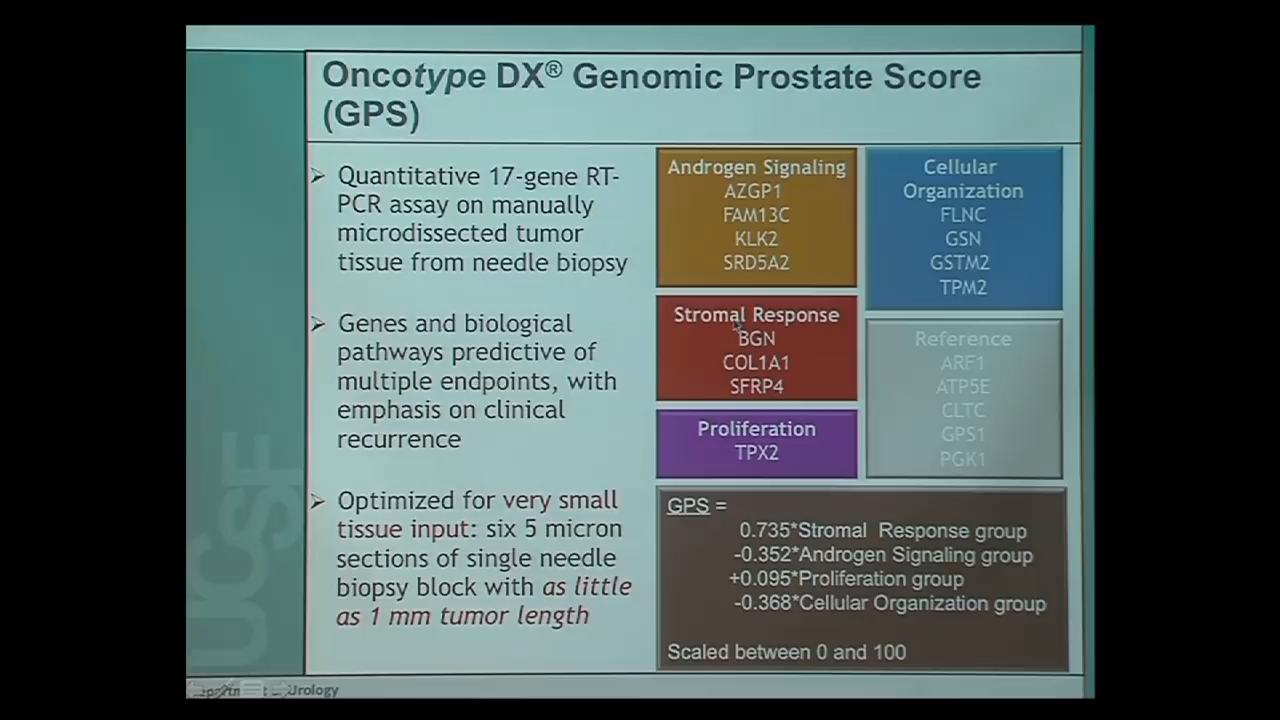 Oncotype DX® Genomic Prostate Score
(GPS)
➢ Quantitative 17-gene RT-
PCR assay on manually
microdissected tumor
tissue from needle biopsy
➢ Genes and biological
pathways predictive of
multiple endpoints, with
emphasis on clinical
recurrence
➢ Optimized for very small
tissue input: six 5 micron
sections of single needle
biopsy block with as little
as 1 mm tumor length
Androgen Signaling
AZGP1
FAM13C
KLK2
SRD5A2
Stromal Response
BGN
COL1A1
SFRP4
Proliferation
TPX2
Cellular
Organization
FLNC
GSN
GSTM2
TPM2
Reference
ARF1
ATP5E
CLTC
GPS1
PGK1
GPS =
0.735*Stromal Response group
-0.352*Androgen Signaling group
+0.095*Proliferation group
-0.368*Cellular Organization group
Scaled between 0 and 100
UCSF
Urology